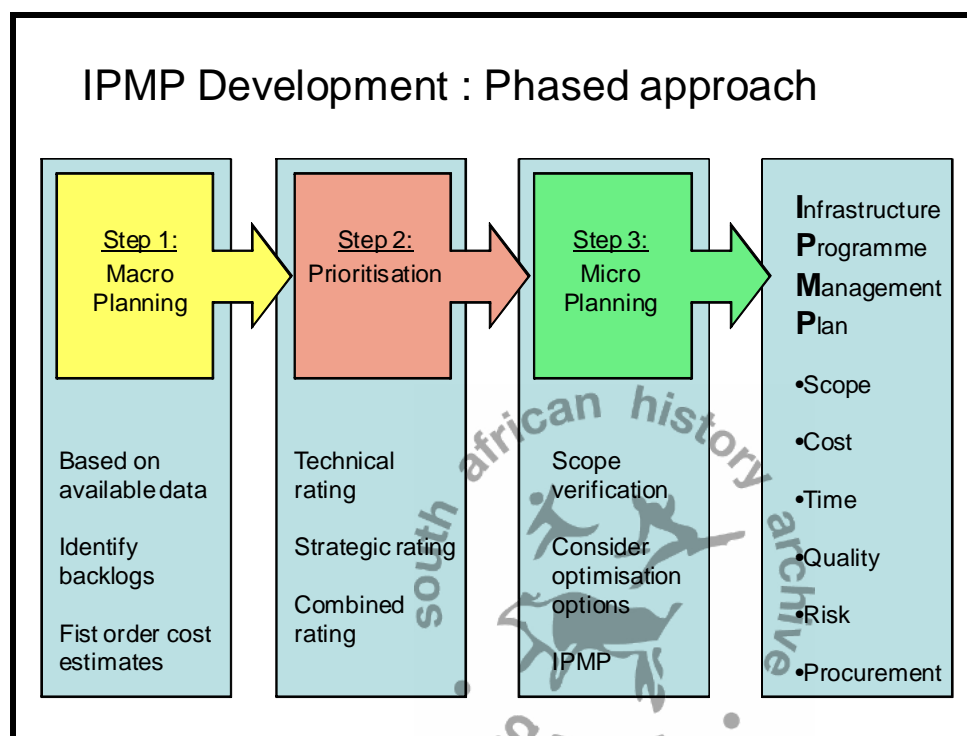 IPMP Development : Phased approach
Step 1:
Macro
Planning
Based on
available data
Identify
backlogs
Fist order cost
estimates
Step 2:
Prioritisation
Technical
rating
Strategic rating
Combined
rating
Step 3:
Micro
Planning
Scope
verification
Consider
optimisation
options
IPMP
Infrastructure
Programme
Management
Plan
•Scope
•Cost
•Time
•Quality
•Risk
•Procurement
south african history archive